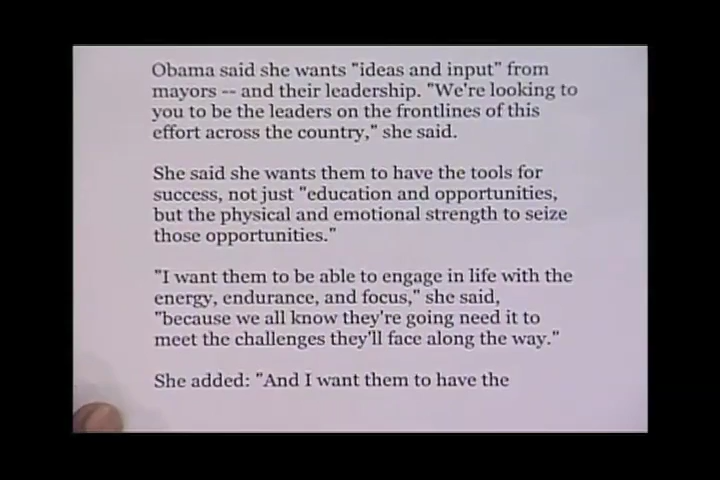 Obama said she wants "ideas and input" from
mayors -- and their leadership. "We're looking to
you to be the leaders on the frontlines of this
effort across the country," she said.
She said she wants them to have the tools for
success, not just "education and opportunities,
but the physical and emotional strength to seize
those opportunities."
"I want them to be able to engage in life with the
energy, endurance, and focus," she said,
"because we all know they're going need it to
meet the challenges they'll face along the way."
She added: "And I want them to have the